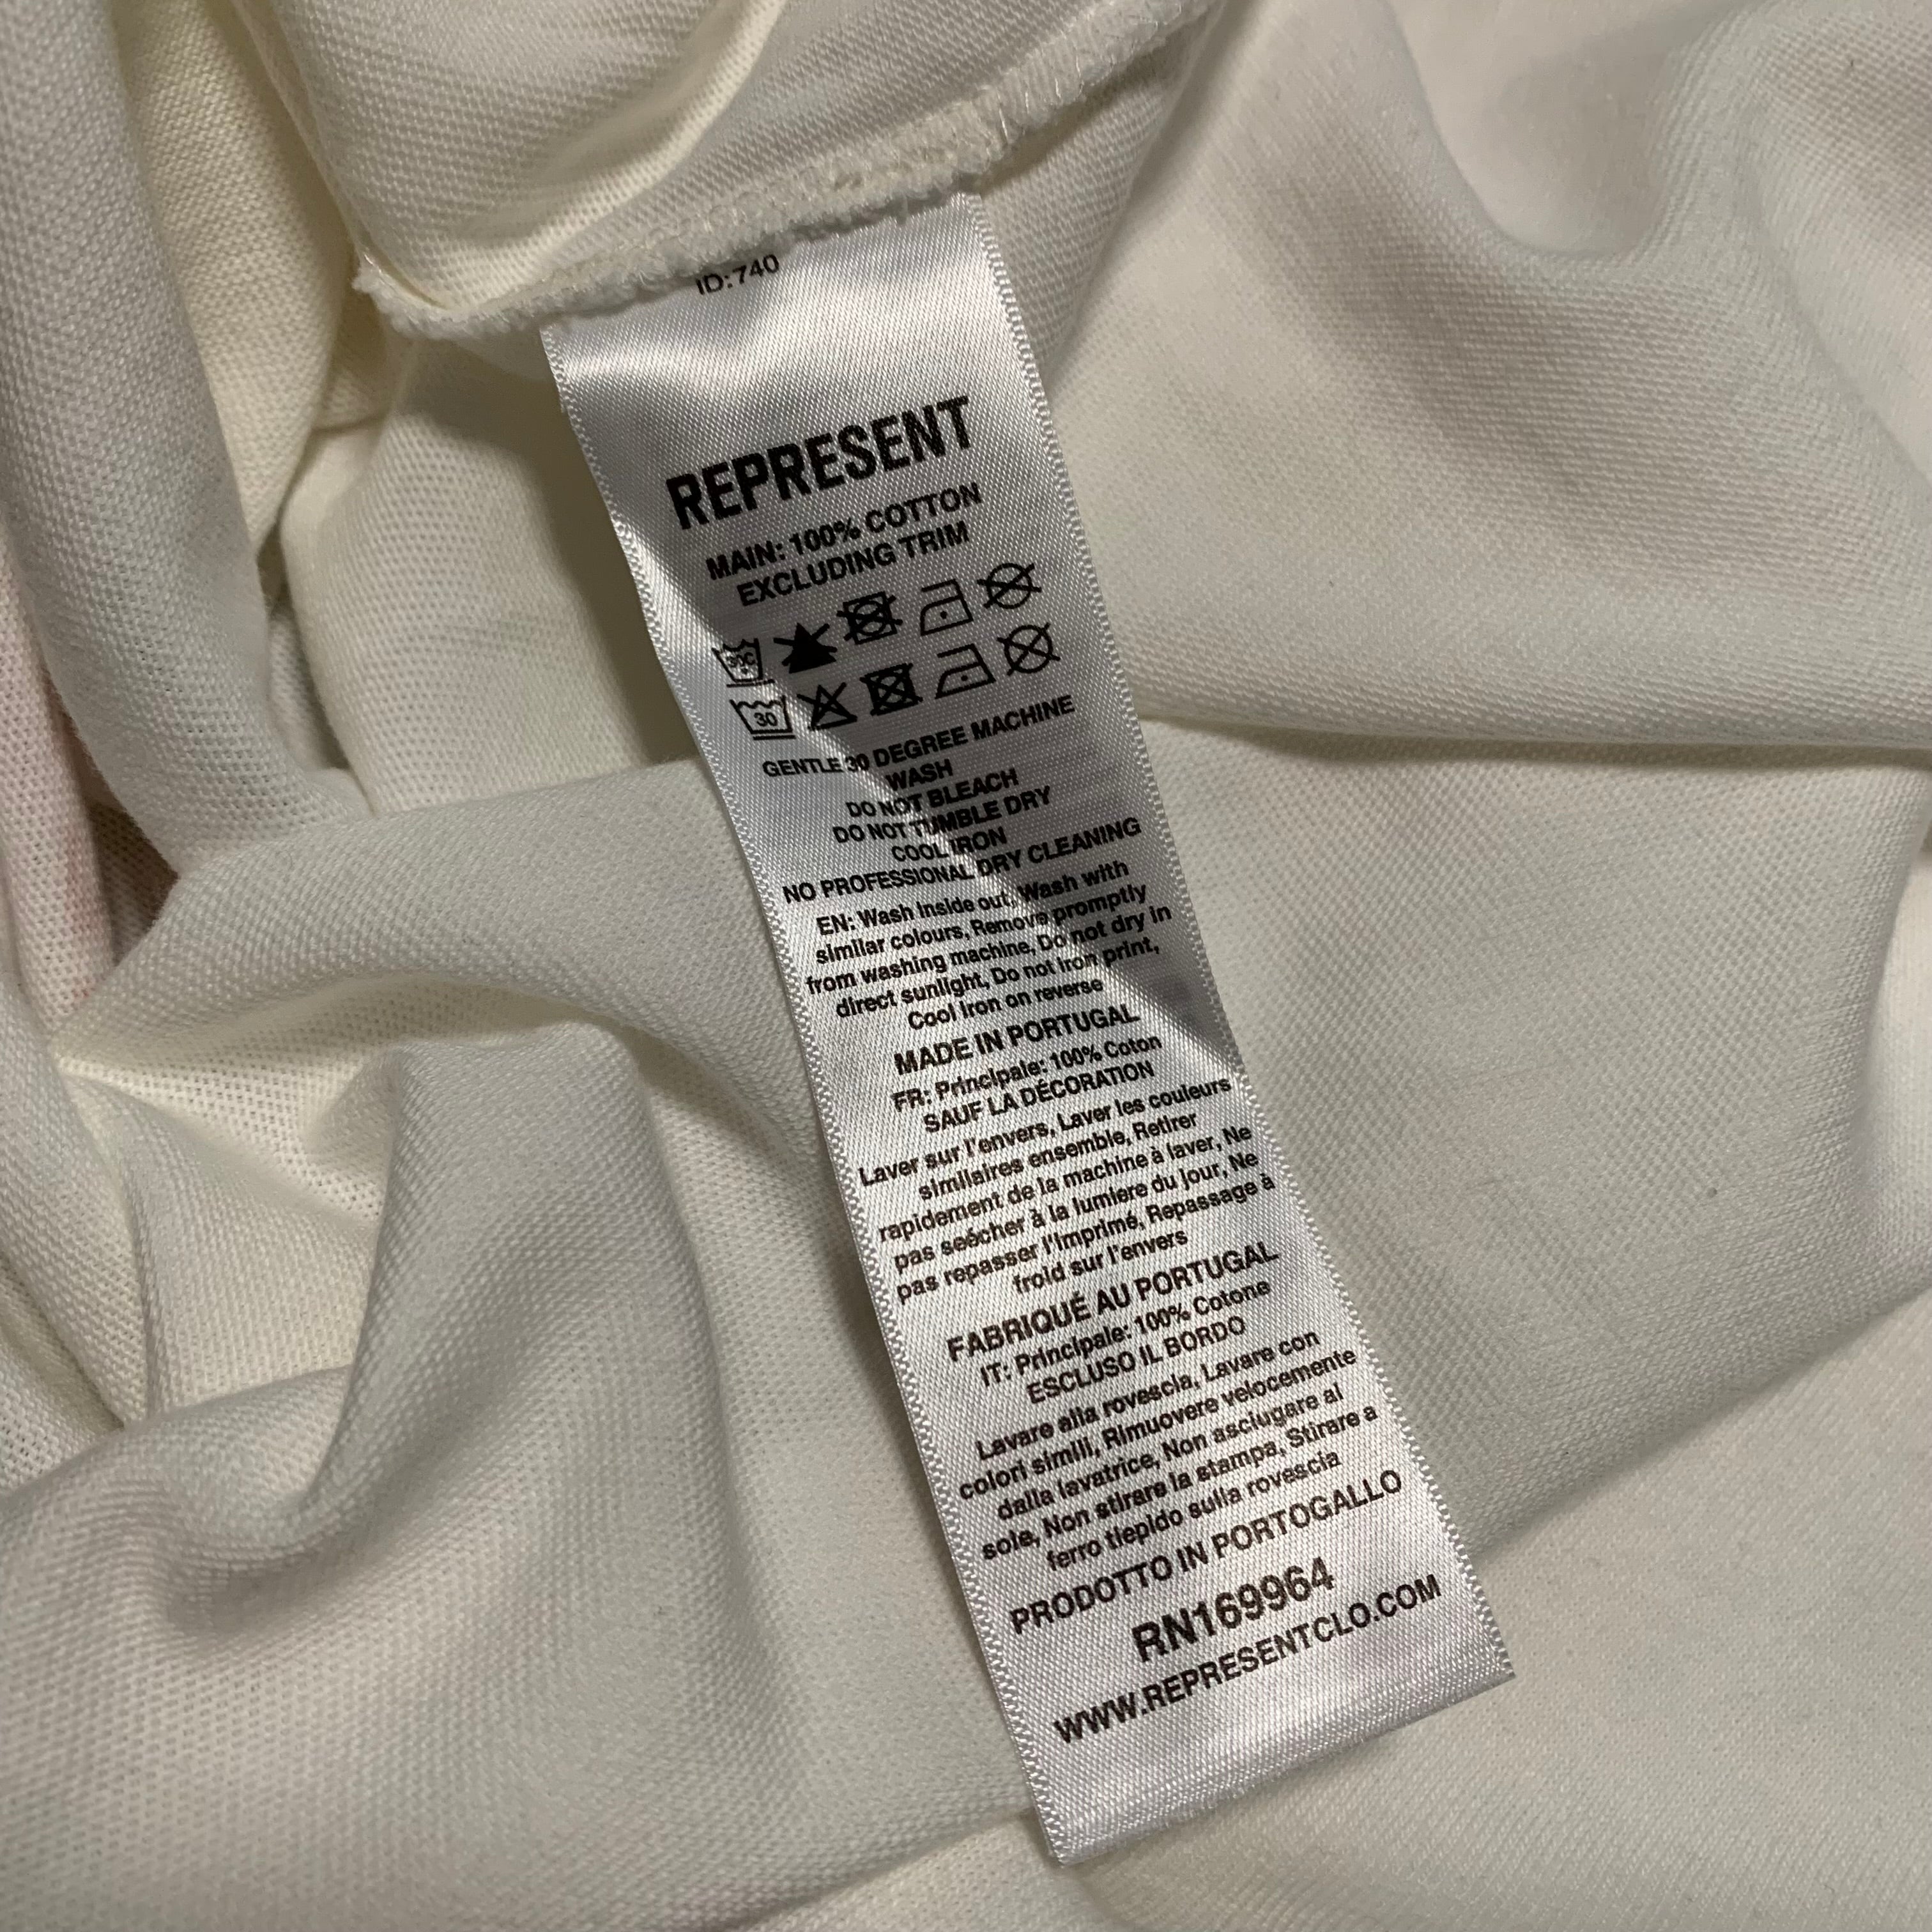 ID:740
REPRESENT
MAIN: 100% COTTON
EXCLUDING TRIM
30C
30
GENTLE 30 DEGREE MACHINE
WASH
DO NOT BLEACH
DO NOT TUMBLE DRY
COOL IRON
NO PROFESSIONAL DRY CLEANING
EN: Wash inside out, Wash with
similar colours, Remove promptly
from washing machine, Do not dry in
direct sunlight, Do not iron print,
Cool iron on reverse
MADE IN PORTUGAL
FR: Principale: 100% Coton
SAUF LA DÉCORATION
Laver sur l'envers, Laver les couleurs
similaires ensemble, Retirer
rapidement de la machine à laver, Ne
pas seécher à la lumiere du jour, Ne
pas repasser l'imprimé, Repassage à
froid sur l'envers
FABRIQUÉ AU PORTUGAL
IT: Principale: 100% Cotone
ESCLUSO IL BORDO
Lavare alla rovescia, Lavare con
colori simili, Rimuovere velocemente
dalla lavatrice, Non asciugare al
sole, Non stirare la stampa, Stirare a
ferro tiepido sulla rovescia
PRODOTTO IN PORTOGALLO
RN169964
WWW.REPRESENTCLO.COM